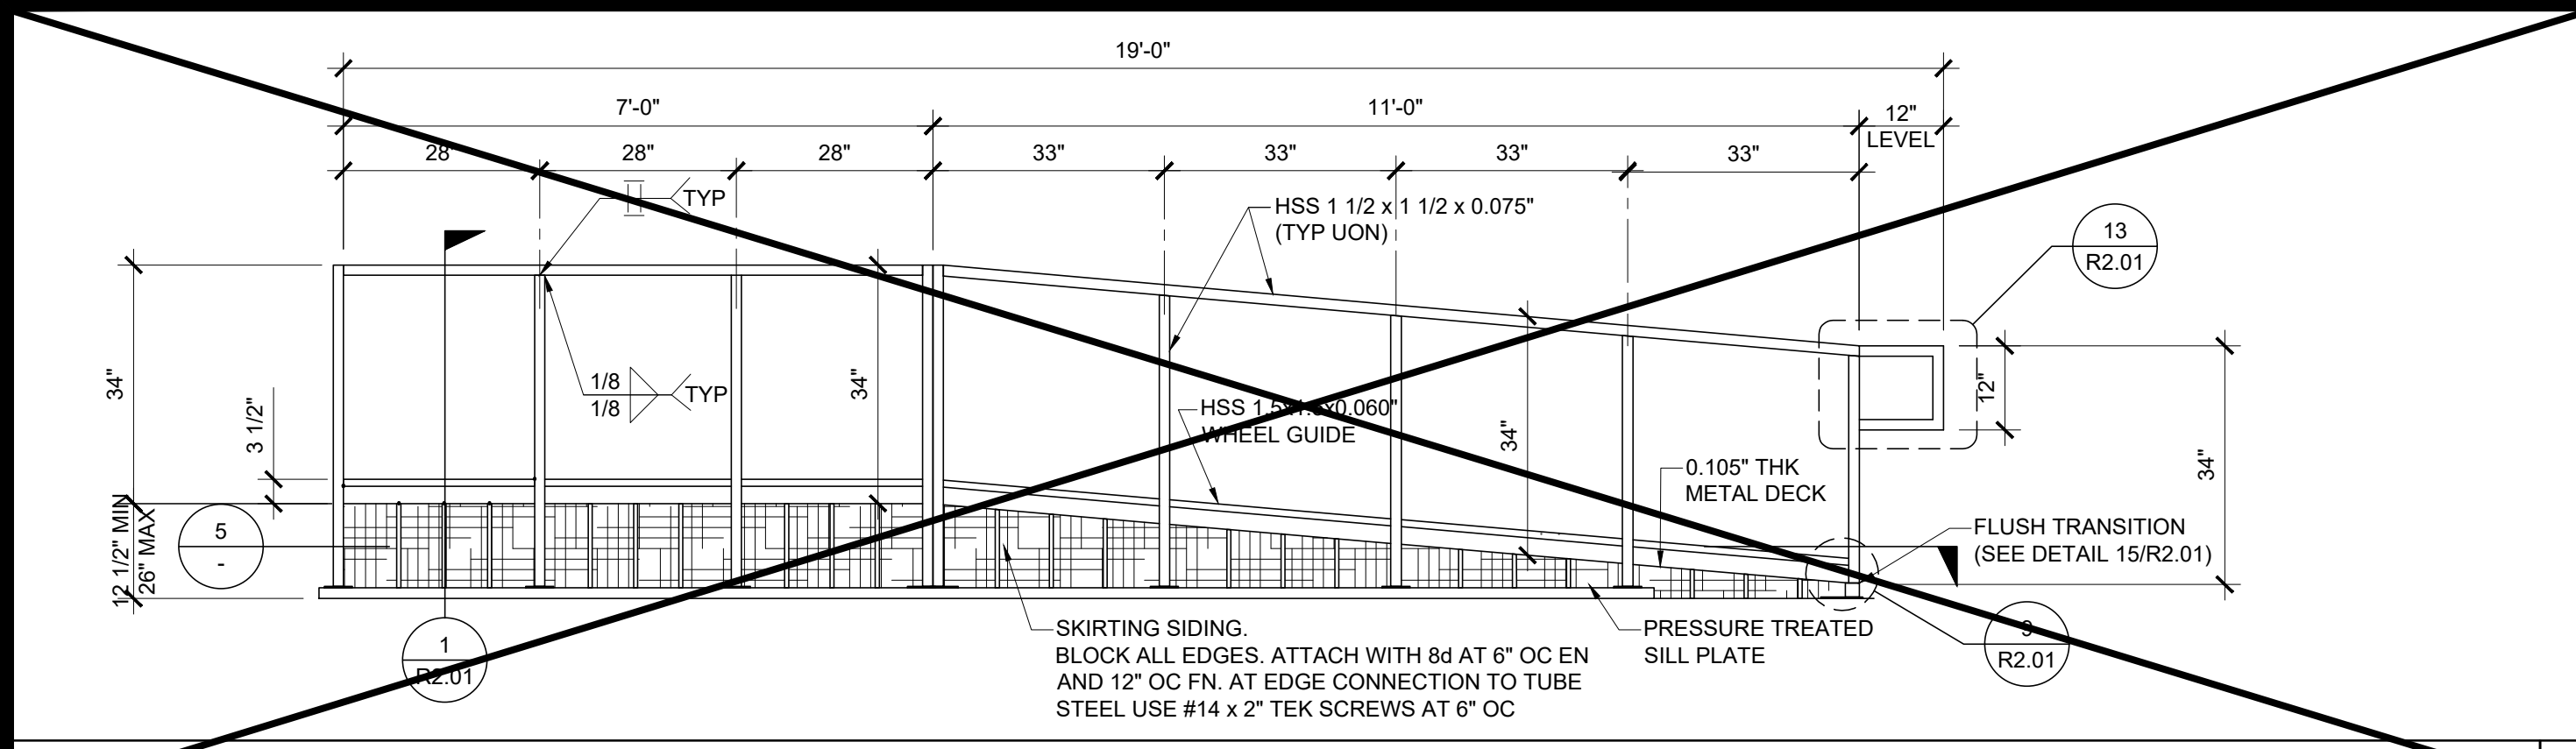 19'-0"
7'-0"
11'-0"
12"
LEVEL
28"
28"
28"
33"
33"
33"
33"
TYP
HSS 1 1/2 x 1 1/2 x 0.075"
(TYP UON)
13
R2.01
34"
34"
1/8
1/8
TYP
3 1/2"
HSS 1.5x1.5x0.060"
WHEEL GUIDE
34"
12"
34"
0.105" THK
METAL DECK
12 1/2" MIN
26" MAX
5
-
FLUSH TRANSITION
(SEE DETAIL 15/R2.01)
1
R2.01
SKIRTING SIDING.
BLOCK ALL EDGES. ATTACH WITH 8d AT 6" OC EN
AND 12" OC FN. AT EDGE CONNECTION TO TUBE
STEEL USE #14 x 2" TEK SCREWS AT 6" OC
PRESSURE TREATED
SILL PLATE
9
R2.01